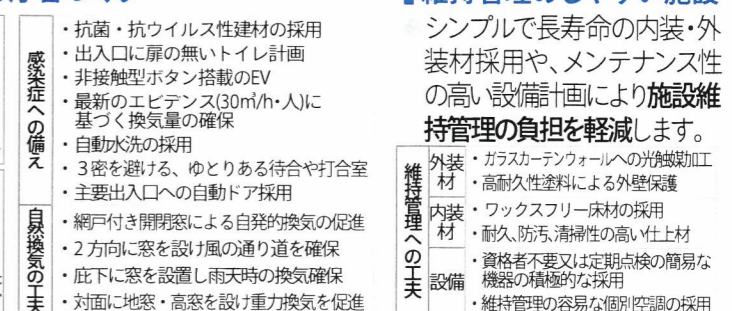 感染症への備え
・抗菌・抗ウイルス性建材の採用
・出入口に扉の無いトイレ計画
・非接触型ボタン搭載のEV
・最新のエビデンス(30㎥/h・人)に
基づく換気量の確保
・自動水洗の採用
・３密を避ける、ゆとりある待合や打合室
・主要出入口への自動ドア採用
自然換気の工夫
・網戸付き開閉窓による自発的換気の促進
・2方向に窓を設け風の通り道を確保
・庇下に窓を設置し雨天時の換気確保
・対面に地窓・高窓を設け重力換気を促進
シンプルで長寿命の内装・外
装材採用や、メンテナンス性
の高い設備計画により施設維
持管理の負担を軽減します。
維持管理への工夫
外装材
・ガラスカーテンウォールへの光触媒加工
・高耐久性塗料による外壁保護
内装材
・ワックスフリー床材の採用
・耐久、防汚、清掃性の高い仕上材
設備
・資格者不要又は定期点検の簡易な
機器の積極的な採用
・維持管理の容易な個別空調の採用